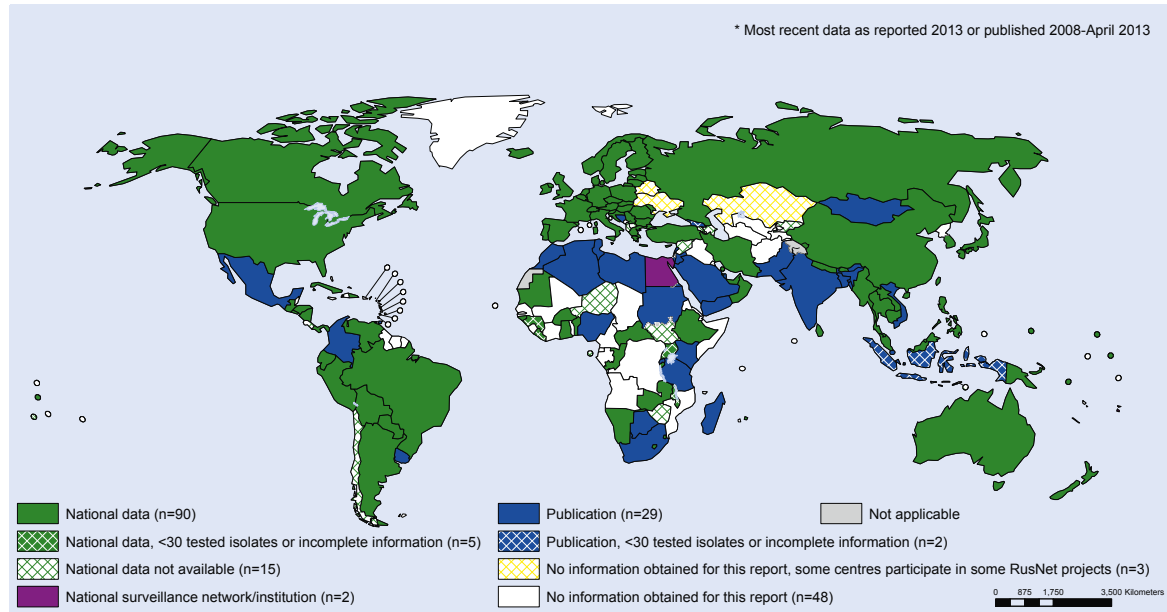 * Most recent data as reported 2013 or published 2008-April 2013
National data (n=90)
National data, <30 tested isolates or incomplete information (n=5)
National data not available (n=15)
National surveillance network/institution (n=2)
Publication (n=29)
Publication, <30 tested isolates or incomplete information (n=2)
No information obtained for this report, some centres participate in some RusNet projects (n=3)
No information obtained for this report (n=48)
Not applicable
0 875 1,750 3,500 Kilometers